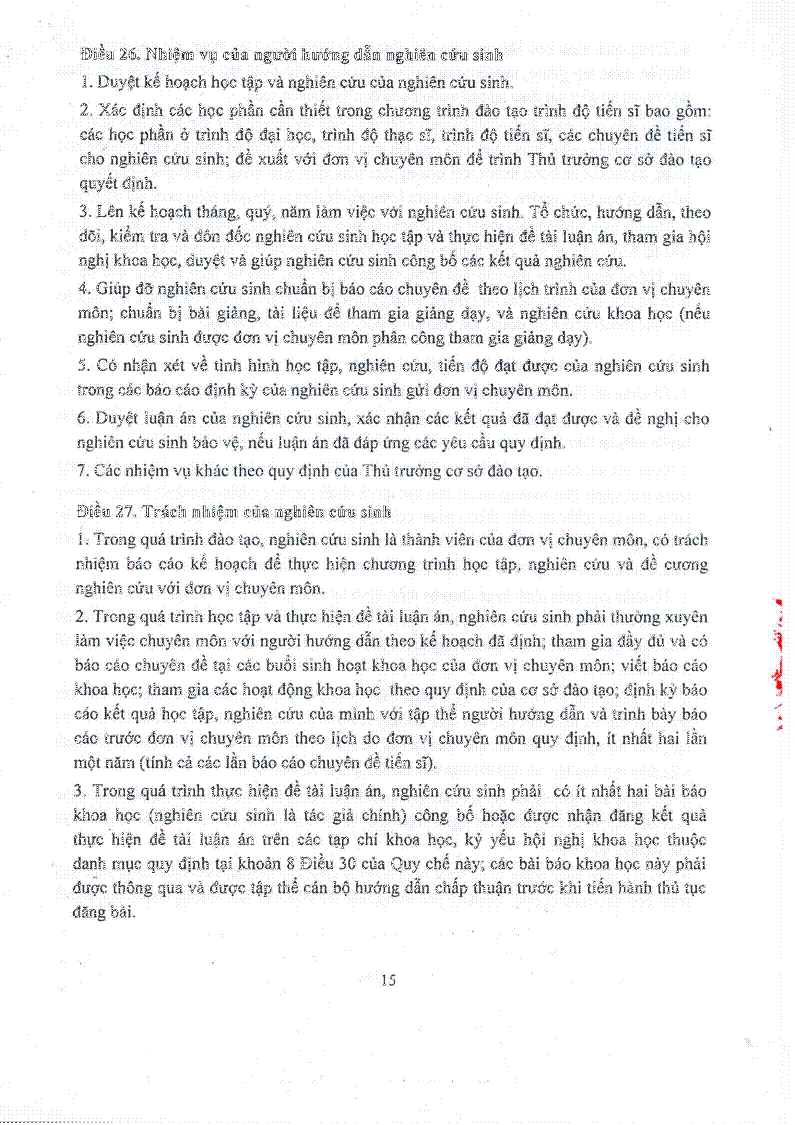 Điều 26. Nhiệm vụ của người hướng dẫn nghiên cứu sinh
1. Duyệt kế hoạch học tập và nghiên cứu của nghiên cứu sinh.
2. Xác định các học phần cần thiết trong chương trình đào tạo trình độ tiến sĩ bao gồm:
các học phần ở trình độ đại học, trình độ thạc sĩ, trình độ tiến sĩ, các chuyên đề tiến sĩ
cho nghiên cứu sinh; đề xuất với đơn vị chuyên môn để trình Thủ trưởng cơ sở đào tạo
quyết định.
3. Lên kế hoạch tháng, quý, năm làm việc với nghiên cứu sinh. Tổ chức, hướng dẫn, theo
dõi, kiểm tra và đôn đốc nghiên cứu sinh học tập và thực hiện đề tài luận án, tham gia hội
nghị khoa học, duyệt và giúp nghiên cứu sinh công bố các kết quả nghiên cứu.
4. Giúp đỡ nghiên cứu sinh chuẩn bị báo cáo chuyên đề theo lịch trình của đơn vị chuyên
môn; chuẩn bị bài giảng, tài liệu để tham gia giảng dạy, và nghiên cứu khoa học (nếu
nghiên cứu sinh được đơn vị chuyên môn phân công tham gia giảng dạy).
5. Có nhận xét về tình hình học tập, nghiên cứu, tiến độ đạt được của nghiên cứu sinh
trong các báo cáo định kỳ của nghiên cứu sinh gửi đơn vị chuyên môn.
6. Duyệt luận án của nghiên cứu sinh, xác nhận các kết quả đã đạt được và đề nghị cho
nghiên cứu sinh bảo vệ, nếu luận án đã đáp ứng các yêu cầu quy định.
7. Các nhiệm vụ khác theo quy định của Thủ trưởng cơ sở đào tạo.
Điều 27. Trách nhiệm của nghiên cứu sinh
1. Trong quá trình đào tạo, nghiên cứu sinh là thành viên của đơn vị chuyên môn, có trách
nhiệm báo cáo kế hoạch để thực hiện chương trình học tập, nghiên cứu và đề cương
nghiên cứu với đơn vị chuyên môn.
2. Trong quá trình học tập và thực hiện đề tài luận án, nghiên cứu sinh phải thường xuyên
làm việc chuyên môn với người hướng dẫn theo kế hoạch đã định; tham gia đầy đủ và có
báo cáo chuyên đề tại các buổi sinh hoạt khoa học của đơn vị chuyên môn; viết báo cáo
khoa học; tham gia các hoạt động khoa học theo quy định của cơ sở đào tạo; định kỳ báo
cáo kết quả học tập, nghiên cứu của mình với tập thể người hướng dẫn và trình bày báo
cáo trước đơn vị chuyên môn theo lịch do đơn vị chuyên môn quy định, ít nhất hai lần
một năm (tính cả các lần báo cáo chuyên đề tiến sĩ).
3. Trong quá trình thực hiện đề tài luận án, nghiên cứu sinh phải có ít nhất hai bài báo
khoa học (nghiên cứu sinh là tác giả chính) công bố hoặc được nhận đăng kết quả
thực hiện đề tài luận án trên các tạp chí khoa học, kỷ yếu hội nghị khoa học thuộc
danh mục quy định tại khoản 8 Điều 30 của Quy chế này; các bài báo khoa học này phải
được thông qua và được tập thể cán bộ hướng dẫn chấp thuận trước khi tiến hành thủ tục
đăng bài.
15